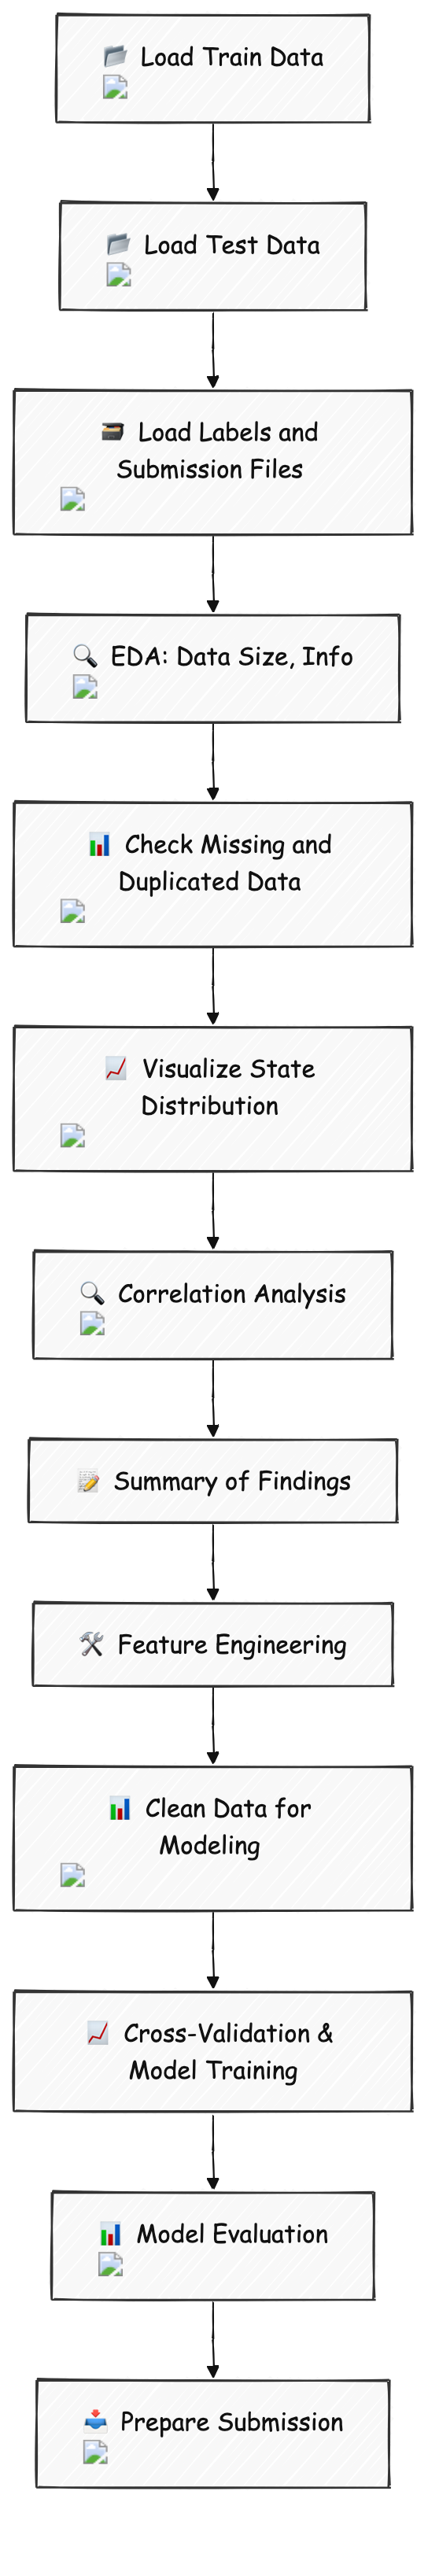 Load Train Data
Load Test Data
Load Labels and
Submission Files
EDA: Data Size, Info
Check Missing and
Duplicated Data
Visualize State
Distribution
Correlation Analysis
Summary of Findings
Feature Engineering
Clean Data for
Modeling
Cross-Validation &
Model Training
Model Evaluation
Prepare Submission